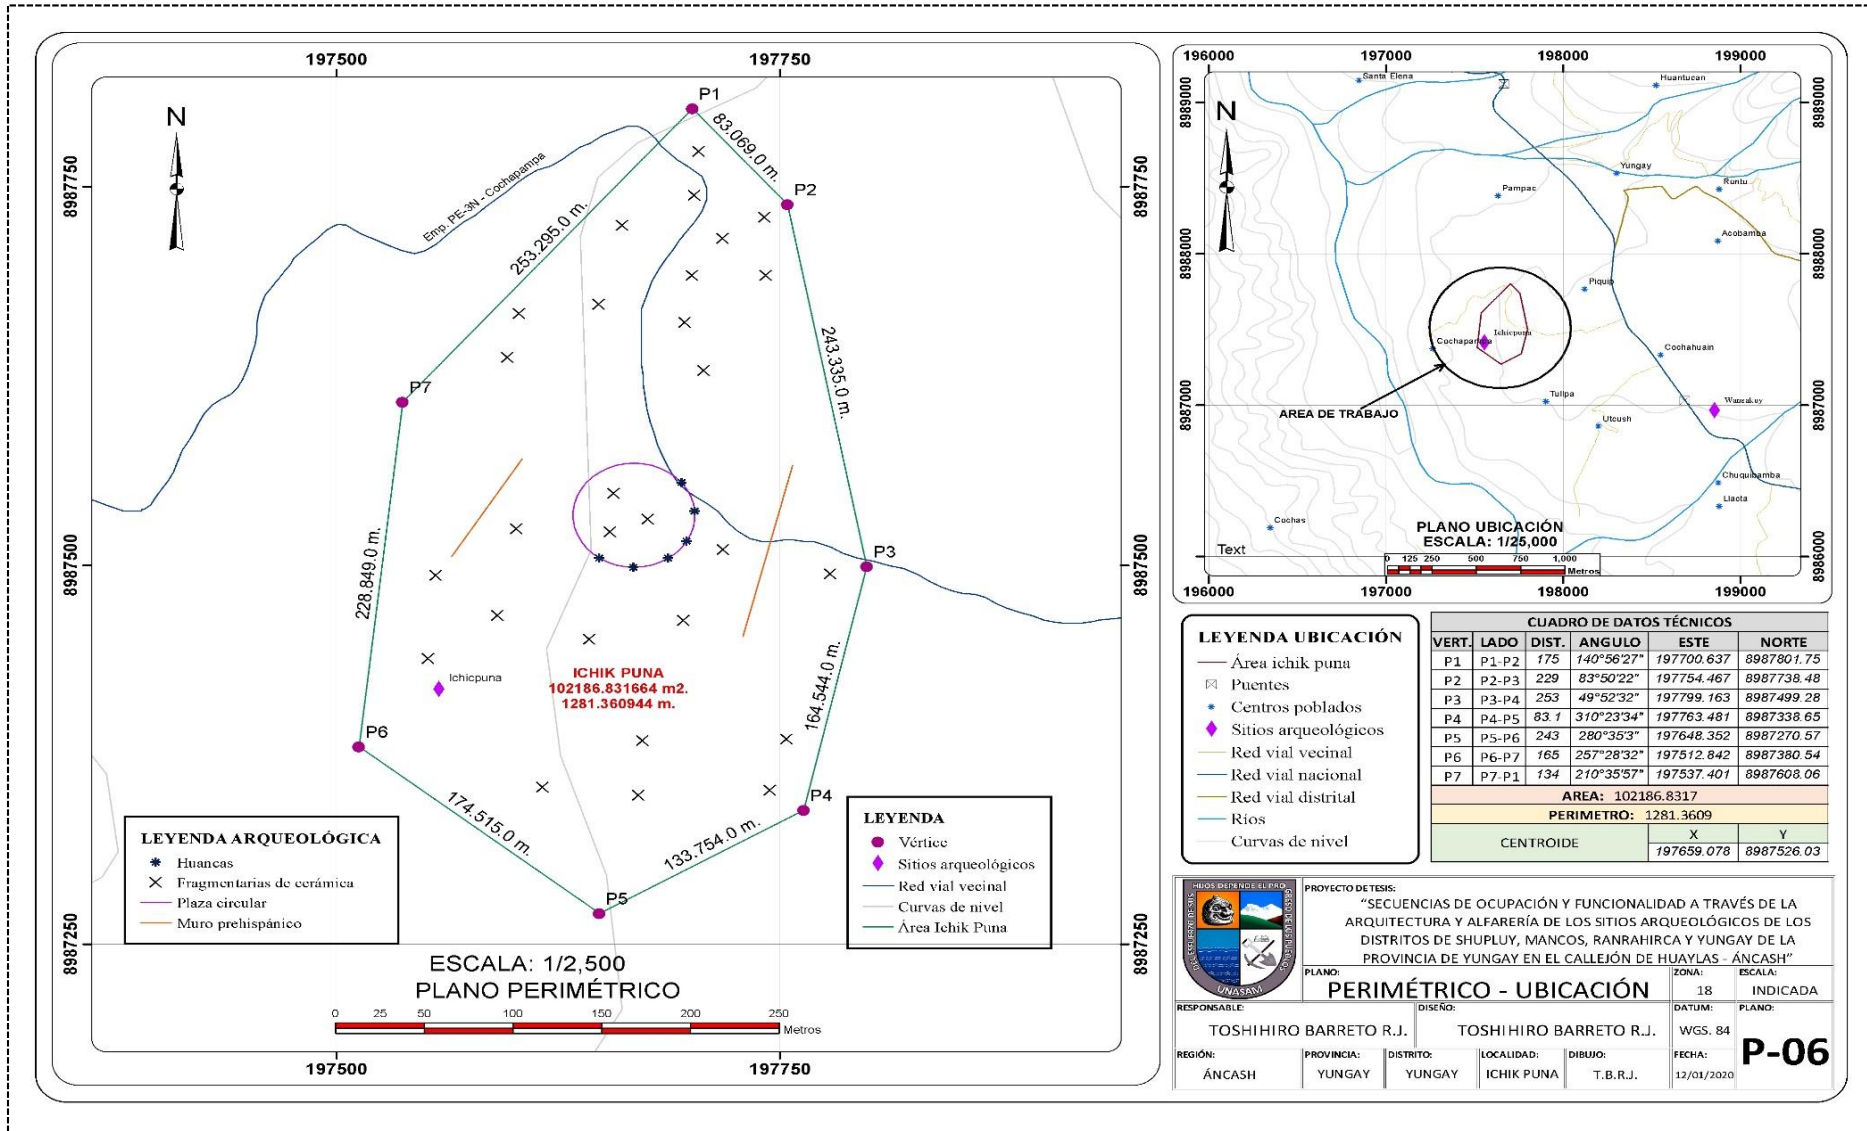 197500
197750
8987750
8987500
8987250
8987750
8987500
8987250
197500
197750
N
P1
83.069.0 m.
P2
Emp. PE-3N - Cochapampa
253.295.0 m.
243.335.0 m.
P7
228.849.0 m.
P3
Ichicpuna
ICHIK PUNA
102186.831664 m2.
1281.360944 m.
164.544.0 m.
P6
174.515.0 m.
P4
133.754.0 m.
P5
LEYENDA ARQUEOLÓGICA
Huancas
Fragmentarias de cerámica
Plaza circular
Muro prehispánico
LEYENDA
Vértice
Sitios arqueológicos
Red vial vecinal
Curvas de nivel
Área Ichik Puna
ESCALA: 1/2,500
PLANO PERIMÉTRICO
0 25 50 100 150 200 250
Metros
196000 197000 198000 199000
8989000
8988000
8987000
8986000
8989000
8988000
8987000
8986000
N
Santa Elena
Huantucan
Yungay
Runtu
Pampac
Acobamba
Piquip
Ichicpuna
Cochapampa
Cochahuain
Tullpa
Wansakuy
Utcush
AREA DE TRABAJO
Chuquibamba
Llacta
Cochas
PLANO UBICACIÓN
ESCALA: 1/25,000
Text
0 125 250 500 750 1,000
Metros
196000 197000 198000 199000
LEYENDA UBICACIÓN
Área ichik puna
Puentes
Centros poblados
Sitios arqueológicos
Red vial vecinal
Red vial nacional
Red vial distrital
Ríos
Curvas de nivel
CUADRO DE DATOS TÉCNICOS
VERT. LADO DIST. ANGULO ESTE NORTE
P1 P1-P2 175 140°56'27" 197700.637 8987801.75
P2 P2-P3 229 83°50'22" 197754.467 8987738.48
P3 P3-P4 253 49°52'32" 197799.163 8987499.28
P4 P4-P5 83.1 310°23'34" 197763.481 8987338.65
P5 P5-P6 243 280°35'3" 197648.352 8987270.57
P6 P6-P7 165 257°28'32" 197512.842 8987380.54
P7 P7-P1 134 210°35'57" 197537.401 8987608.06
AREA: 102186.8317
PERIMETRO: 1281.3609
CENTROIDE X Y
197659.078 8987526.03
UNASAM
PROYECTO DE TESIS:
“SECUENCIAS DE OCUPACIÓN Y FUNCIONALIDAD A TRAVÉS DE LA
ARQUITECTURA Y ALFARERÍA DE LOS SITIOS ARQUEOLÓGICOS DE LOS
DISTRITOS DE SHUPLUY, MANCOS, RANRAHIRCA Y YUNGAY DE LA
PROVINCIA DE YUNGAY EN EL CALLEJÓN DE HUAYLAS - ÁNCASH”
PLANO:
PERIMÉTRICO - UBICACIÓN
ZONA:
18
ESCALA:
INDICADA
RESPONSABLE:
TOSHIHIRO BARRETO R.J.
DISEÑO:
TOSHIHIRO BARRETO R.J.
DATUM:
WGS. 84
PLANO:
P-06
REGIÓN:
ÁNCASH
PROVINCIA:
YUNGAY
DISTRITO:
YUNGAY
LOCALIDAD:
ICHIK PUNA
DIBUJO:
T.B.R.J.
FECHA:
12/01/2020